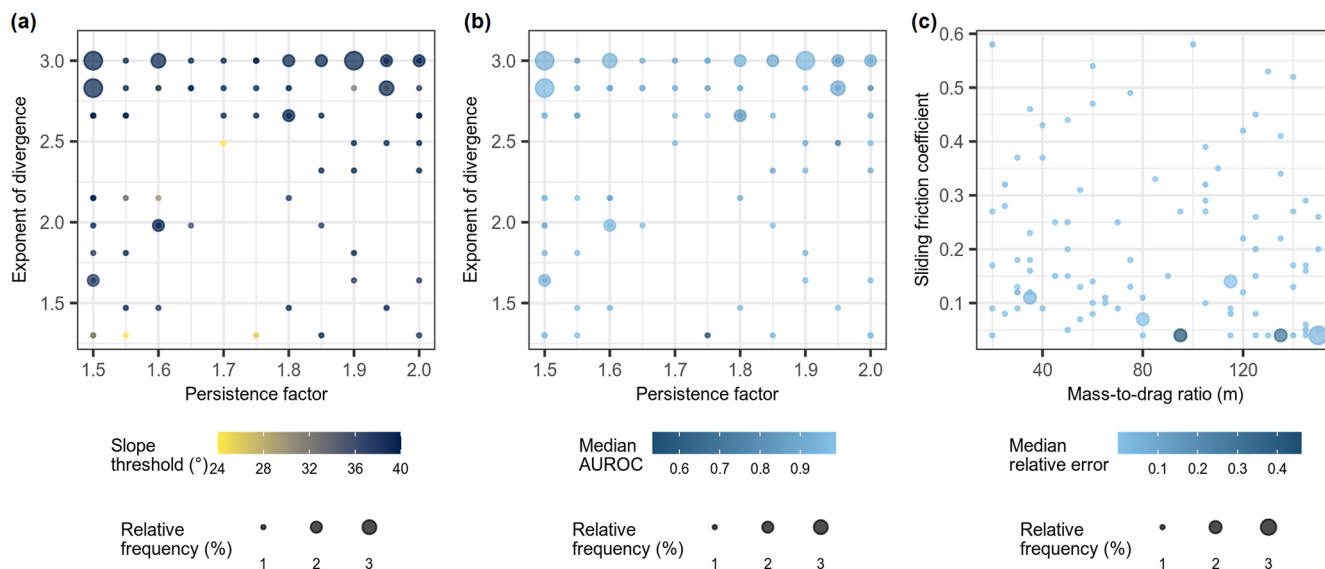 (a)
3.0
2.5
2.0
1.5
Exponent of divergence
1.5 1.6 1.7 1.8 1.9 2.0
Persistence factor
Slope
threshold (°)
24 28 32 36 40
Relative
frequency (%)
1 2 3
(b)
3.0
2.5
2.0
1.5
Exponent of divergence
1.5 1.6 1.7 1.8 1.9 2.0
Persistence factor
Median
AUROC
0.6 0.7 0.8 0.9
Relative
frequency (%)
1 2 3
(c)
0.6
0.5
0.4
0.3
0.2
0.1
Sliding friction coefficient
40 80 120
Mass-to-drag ratio (m)
Median
relative error
0.1 0.2 0.3 0.4
Relative
frequency (%)
1 2 3